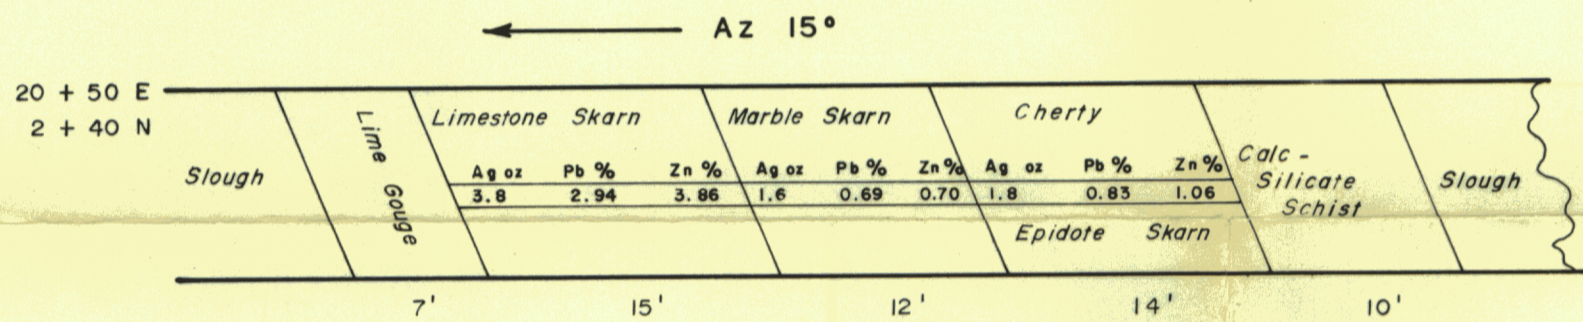 Az 15°
20 + 50 E
2 + 40 N
Slough
Lime Gouge
Limestone Skarn
Ag oz Pb % Zn %
3.8 2.94 3.86
Marble Skarn
Ag oz Pb % Zn %
1.6 0.69 0.70
Cherty
Ag oz Pb % Zn %
1.8 0.83 1.06
Epidote Skarn
Calc-
Silicate
Schist
Slough
7' 15' 12' 14' 10'